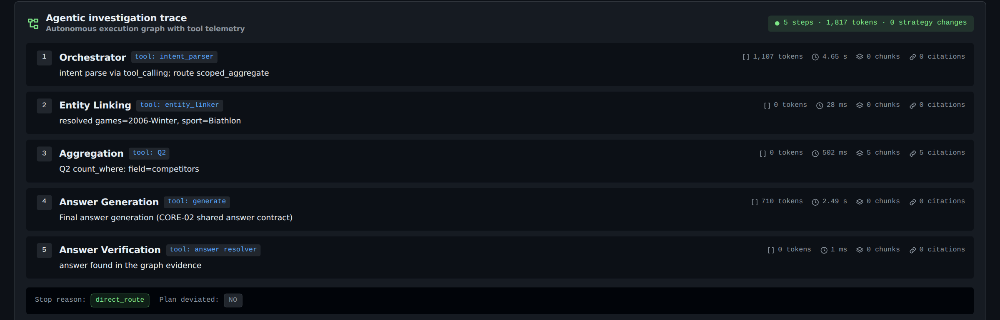 Agentic investigation trace
Autonomous execution graph with tool telemetry
5 steps · 1,817 tokens · 0 strategy changes
1 Orchestrator tool: intent_parser [] 1,107 tokens 4.65 s 0 chunks 0 citations
intent parse via tool_calling; route scoped_aggregate
2 Entity Linking tool: entity_linker [] 0 tokens 28 ms 0 chunks 0 citations
resolved games=2006-Winter, sport=Biathlon
3 Aggregation tool: Q2 [] 0 tokens 502 ms 5 chunks 5 citations
Q2 count_where: field=competitors
4 Answer Generation tool: generate [] 710 tokens 2.49 s 0 chunks 0 citations
Final answer generation (CORE-02 shared answer contract)
5 Answer Verification tool: answer_resolver [] 0 tokens 1 ms 0 chunks 0 citations
answer found in the graph evidence
Stop reason: direct_route Plan deviated: NO